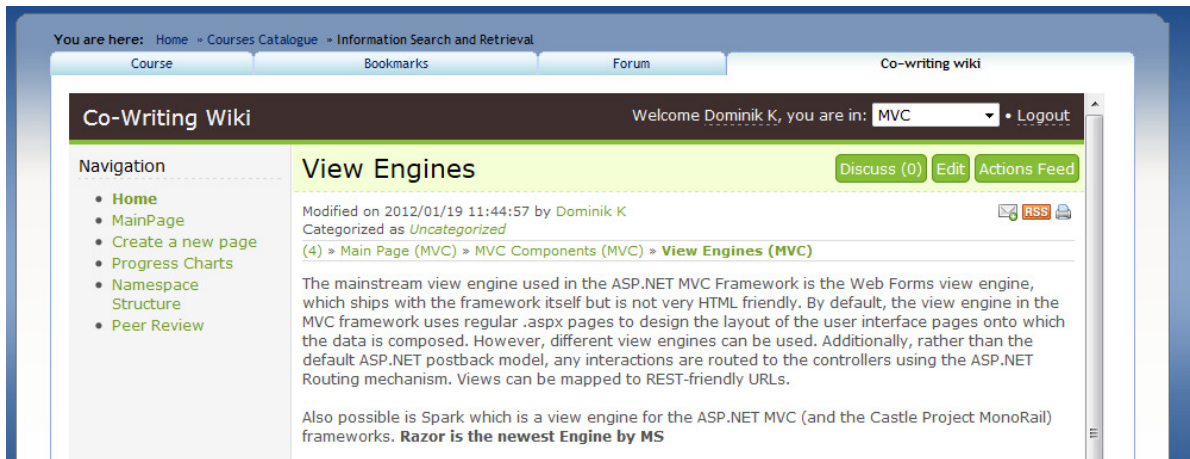 You are here: Home » Courses Catalogue » Information Search and Retrieval
Course Bookmarks Forum Co-writing wiki
Co-Writing Wiki Welcome Dominik K, you are in: MVC • Logout
Navigation
• Home
• MainPage
• Create a new page
• Progress Charts
• Namespace
Structure
• Peer Review
View Engines Discuss (0) Edit Actions Feed
Modified on 2012/01/19 11:44:57 by Dominik K RSS
Categorized as Uncategorized
(4) » Main Page (MVC) » MVC Components (MVC) » View Engines (MVC)
The mainstream view engine used in the ASP.NET MVC Framework is the Web Forms view engine,
which ships with the framework itself but is not very HTML friendly. By default, the view engine in the
MVC framework uses regular .aspx pages to design the layout of the user interface pages onto which
the data is composed. However, different view engines can be used. Additionally, rather than the
default ASP.NET postback model, any interactions are routed to the controllers using the ASP.NET
Routing mechanism. Views can be mapped to REST-friendly URLs.
Also possible is Spark which is a view engine for the ASP.NET MVC (and the Castle Project MonoRail)
frameworks. Razor is the newest Engine by MS